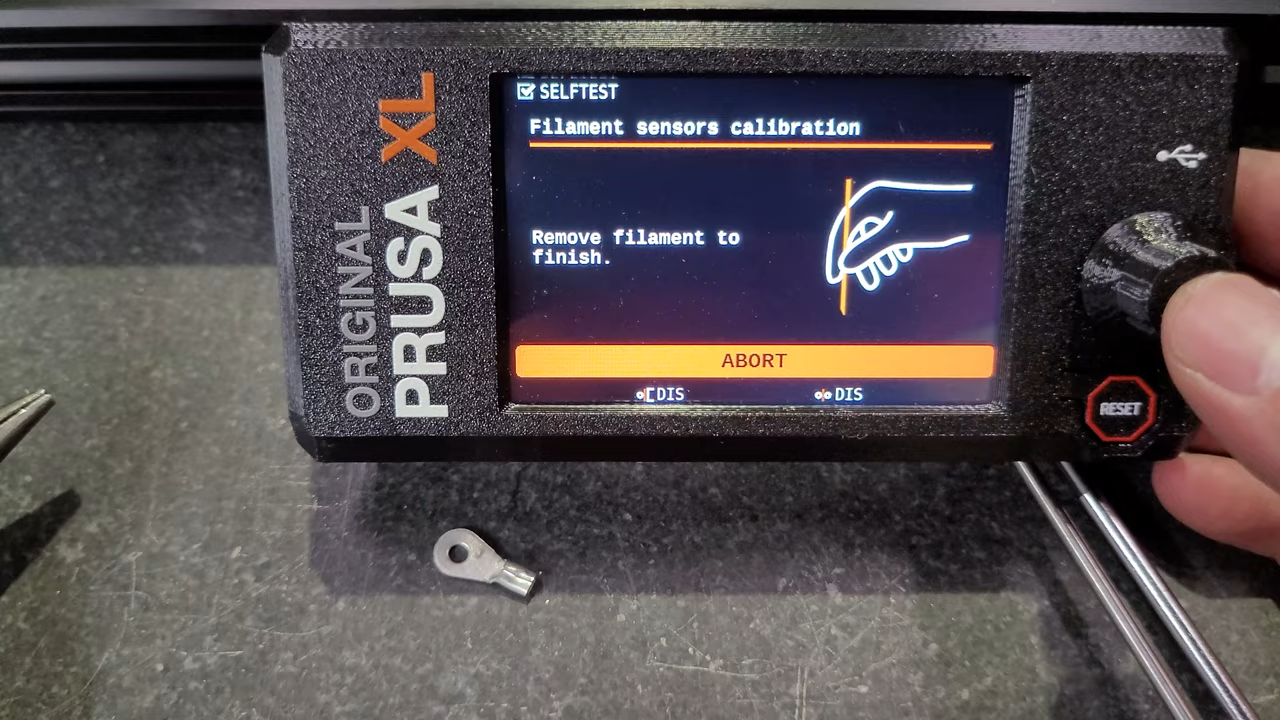 ORIGINAL
PRUSA XL
SELFTEST
Filament sensors calibration
Remove filament to
finish.
ABORT
DIS
DIS
RESET